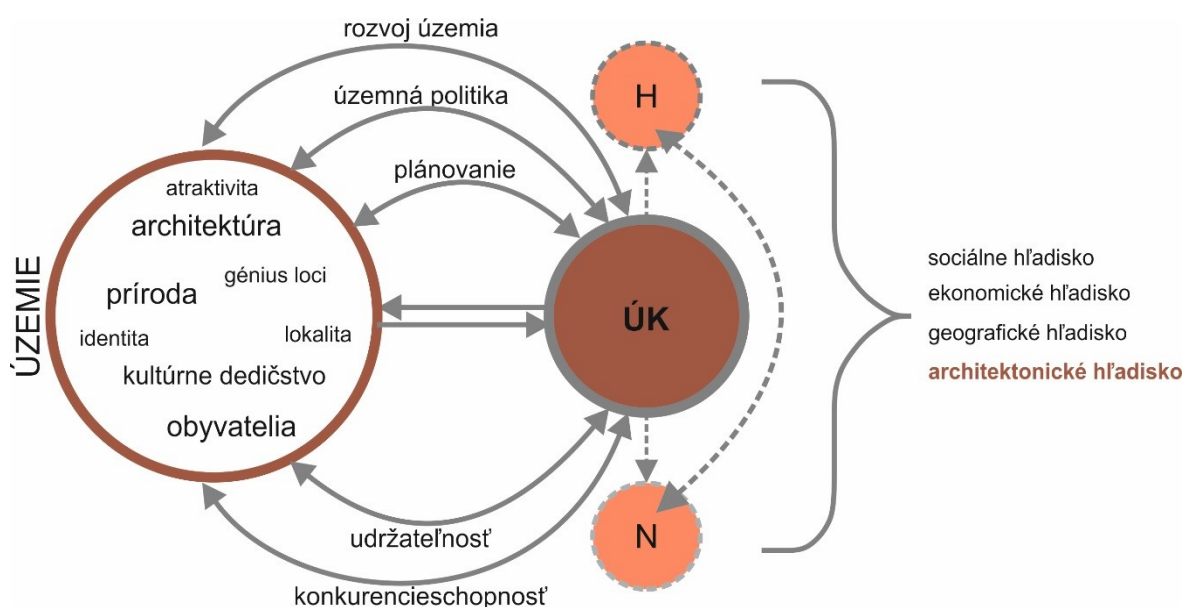 rozvoj územia
územná politika
plánovanie
ÚZEMIE
atraktivita
architektúra
génius loci
príroda
identita
lokalita
kultúrne dedičstvo
obyvatelia
udržateľnosť
konkurencieschopnosť
H
ÚK
N
sociálne hľadisko
ekonomické hľadisko
geografické hľadisko
architektonické hľadisko